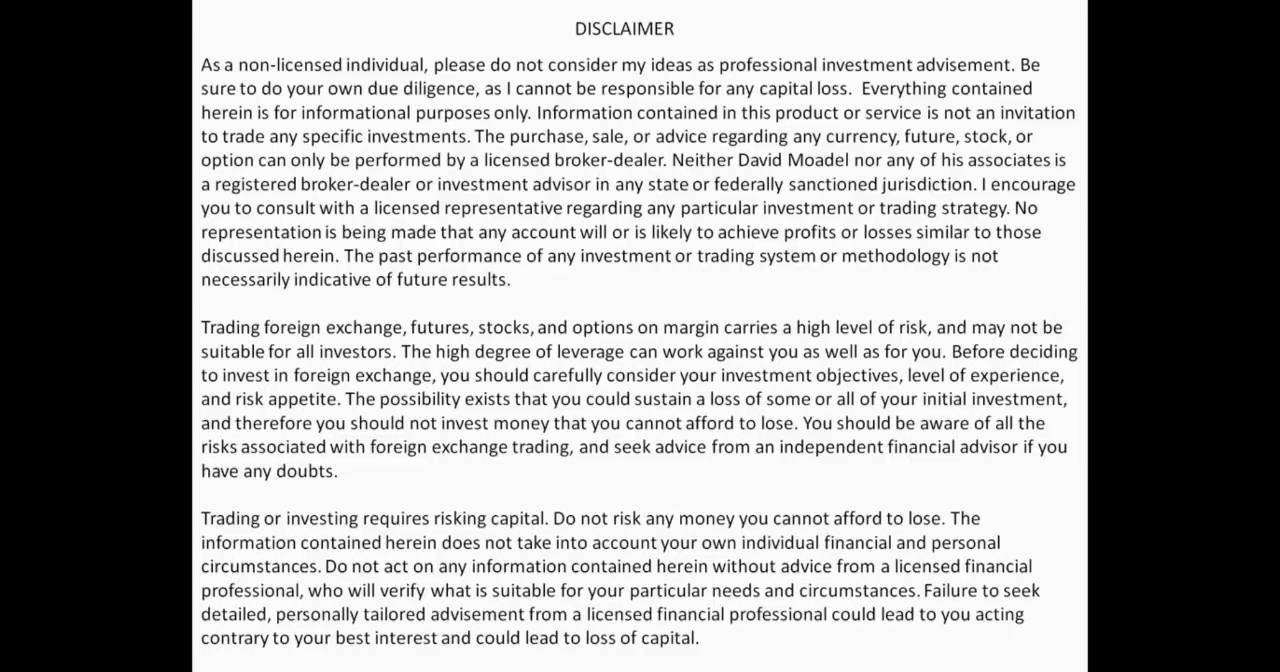 DISCLAIMER
As a non-licensed individual, please do not consider my ideas as professional investment advisement. Be
sure to do your own due diligence, as I cannot be responsible for any capital loss. Everything contained
herein is for informational purposes only. Information contained in this product or service is not an invitation
to trade any specific investments. The purchase, sale, or advice regarding any currency, future, stock, or
option can only be performed by a licensed broker-dealer. Neither David Moadel nor any of his associates is
a registered broker-dealer or investment advisor in any state or federally sanctioned jurisdiction. I encourage
you to consult with a licensed representative regarding any particular investment or trading strategy. No
representation is being made that any account will or is likely to achieve profits or losses similar to those
discussed herein. The past performance of any investment or trading system or methodology is not
necessarily indicative of future results.
Trading foreign exchange, futures, stocks, and options on margin carries a high level of risk, and may not be
suitable for all investors. The high degree of leverage can work against you as well as for you. Before deciding
to invest in foreign exchange, you should carefully consider your investment objectives, level of experience,
and risk appetite. The possibility exists that you could sustain a loss of some or all of your initial investment,
and therefore you should not invest money that you cannot afford to lose. You should be aware of all the
risks associated with foreign exchange trading, and seek advice from an independent financial advisor if you
have any doubts.
Trading or investing requires risking capital. Do not risk any money you cannot afford to lose. The
information contained herein does not take into account your own individual financial and personal
circumstances. Do not act on any information contained herein without advice from a licensed financial
professional, who will verify what is suitable for your particular needs and circumstances. Failure to seek
detailed, personally tailored advisement from a licensed financial professional could lead to you acting
contrary to your best interest and could lead to loss of capital.